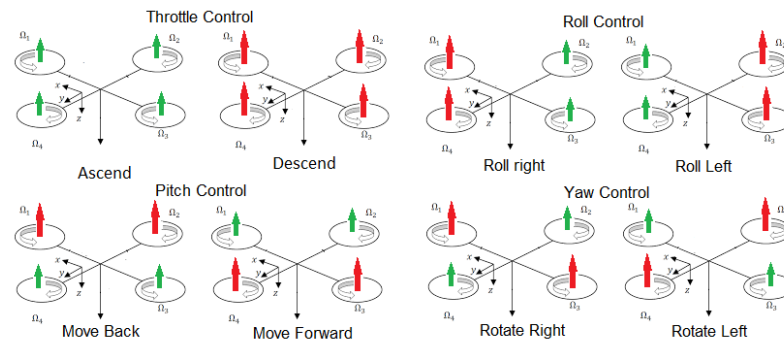 Throttle Control
Ω1 Ω2 Ω1 Ω2
x y z x y z
Ω4 Ω3 Ω4 Ω3
Ascend Descend
Roll Control
Ω1 Ω2 Ω1 Ω2
x y z x y z
Ω4 Ω3 Ω4 Ω3
Roll right Roll Left
Pitch Control
Ω1 Ω2 Ω1 Ω2
x y z x y z
Ω4 Ω3 Ω4 Ω3
Move Back Move Forward
Yaw Control
Ω1 Ω2 Ω1 Ω2
x y z x y z
Ω4 Ω3 Ω4 Ω3
Rotate Right Rotate Left